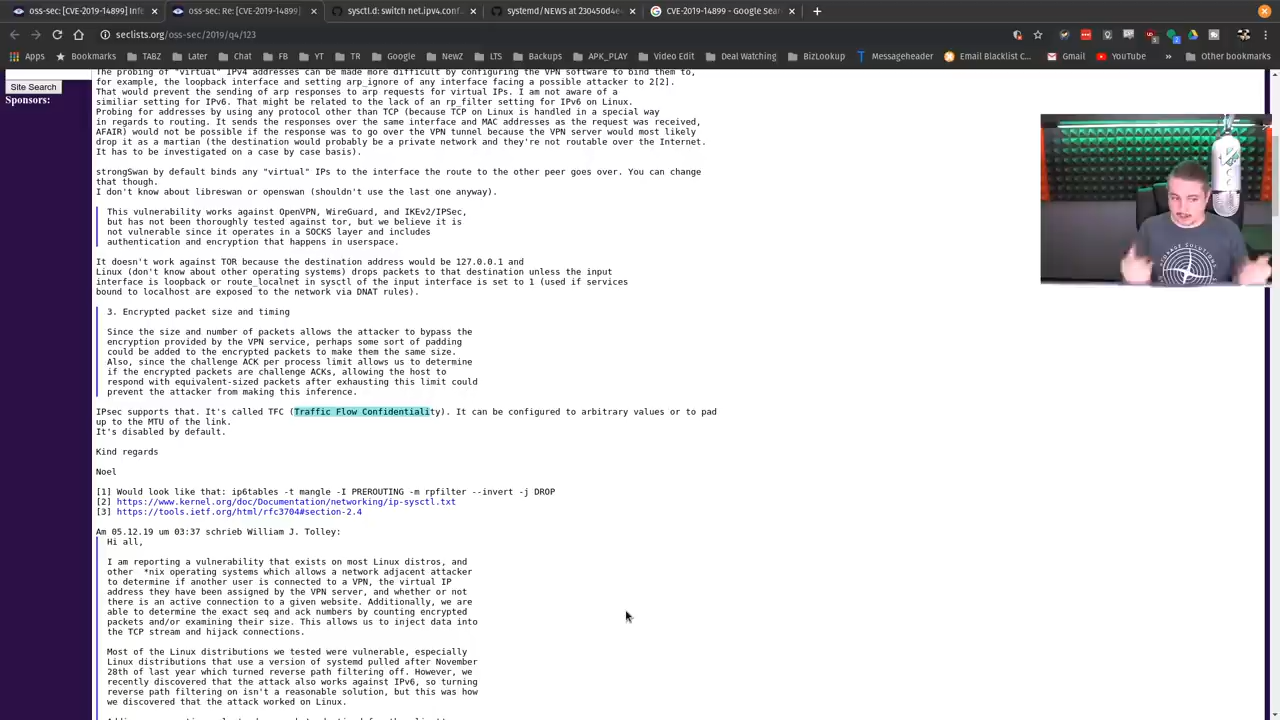 oss-sec: [CVE-2019-14899] Infe
oss-sec: Re: [CVE-2019-14899]
sysctl.d: switch net.ipv4.conf.
systemd/NEWS at 230450d4e
CVE-2019-14899 - Google Sea
seclists.org/oss-sec/2019/q4/123
Apps
Bookmarks
TABZ
Later
Chat
FB
YT
TR
Google
NewZ
LTS
Backups
APK_PLAY
Video Edit
Deal Watching
BizLookup
Messageheader
Email Blacklist C...
Gmail
YouTube
»
Other bookmarks
Site Search
Sponsors:
The probing of "virtual" IPv4 addresses can be made more difficult by configuring the VPN software to bind them to,
for example, the loopback interface and setting arp_ignore of any interface facing a possible attacker to 2[2].
That would prevent the sending of arp responses to arp requests for virtual IPs. I am not aware of a
similiar setting for IPv6. That might be related to the lack of an rp_filter setting for IPv6 on Linux.
Probing for addresses by using any protocol other than TCP (because TCP on Linux is handled in a special way
in regards to routing. It sends the responses over the same interface and MAC addresses as the request was received,
AFAIR) would not be possible if the response was to go over the VPN tunnel because the VPN server would most likely
drop it as a martian (the destination would probably be a private network and they're not routable over the Internet.
It has to be investigated on a case by case basis).
strongSwan by default binds any "virtual" IPs to the interface the route to the other peer goes over. You can change
that though.
I don't know about libreswan or openswan (shouldn't use the last one anyway).
This vulnerability works against OpenVPN, WireGuard, and IKEv2/IPSec,
but has not been thoroughly tested against tor, but we believe it is
not vulnerable since it operates in a SOCKS layer and includes
authentication and encryption that happens in userspace.
It doesn't work against TOR because the destination address would be 127.0.0.1 and
Linux (don't know about other operating systems) drops packets to that destination unless the input
interface is loopback or route_localnet in sysctl of the input interface is set to 1 (used if services
bound to localhost are exposed to the network via DNAT rules).
3. Encrypted packet size and timing
Since the size and number of packets allows the attacker to bypass the
encryption provided by the VPN service, perhaps some sort of padding
could be added to the encrypted packets to make them the same size.
Also, since the challenge ACK per process limit allows us to determine
if the encrypted packets are challenge ACKs, allowing the host to
respond with equivalent-sized packets after exhausting this limit could
prevent the attacker from making this inference.
IPsec supports that. It's called TFC (Traffic Flow Confidentiality). It can be configured to arbitrary values or to pad
up to the MTU of the link.
It's disabled by default.
Kind regards
Noel
[1] Would look like that: ip6tables -t mangle -I PREROUTING -m rpfilter --invert -j DROP
[2] https://www.kernel.org/doc/Documentation/networking/ip-sysctl.txt
[3] https://tools.ietf.org/html/rfc3704#section-2.4
Am 05.12.19 um 03:37 schrieb William J. Tolley:
Hi all,
I am reporting a vulnerability that exists on most Linux distros, and
other  *nix operating systems which allows a network adjacent attacker
to determine if another user is connected to a VPN, the virtual IP
address they have been assigned by the VPN server, and whether or not
there is an active connection to a given website. Additionally, we are
able to determine the exact seq and ack numbers by counting encrypted
packets and/or examining their size. This allows us to inject data into
the TCP stream and hijack connections.
Most of the Linux distributions we tested were vulnerable, especially
Linux distributions that use a version of systemd pulled after November
28th of last year which turned reverse path filtering off. However, we
recently discovered that the attack also works against IPv6, so turning
reverse path filtering on isn't a reasonable solution, but this was how
we discovered that the attack worked on Linux.